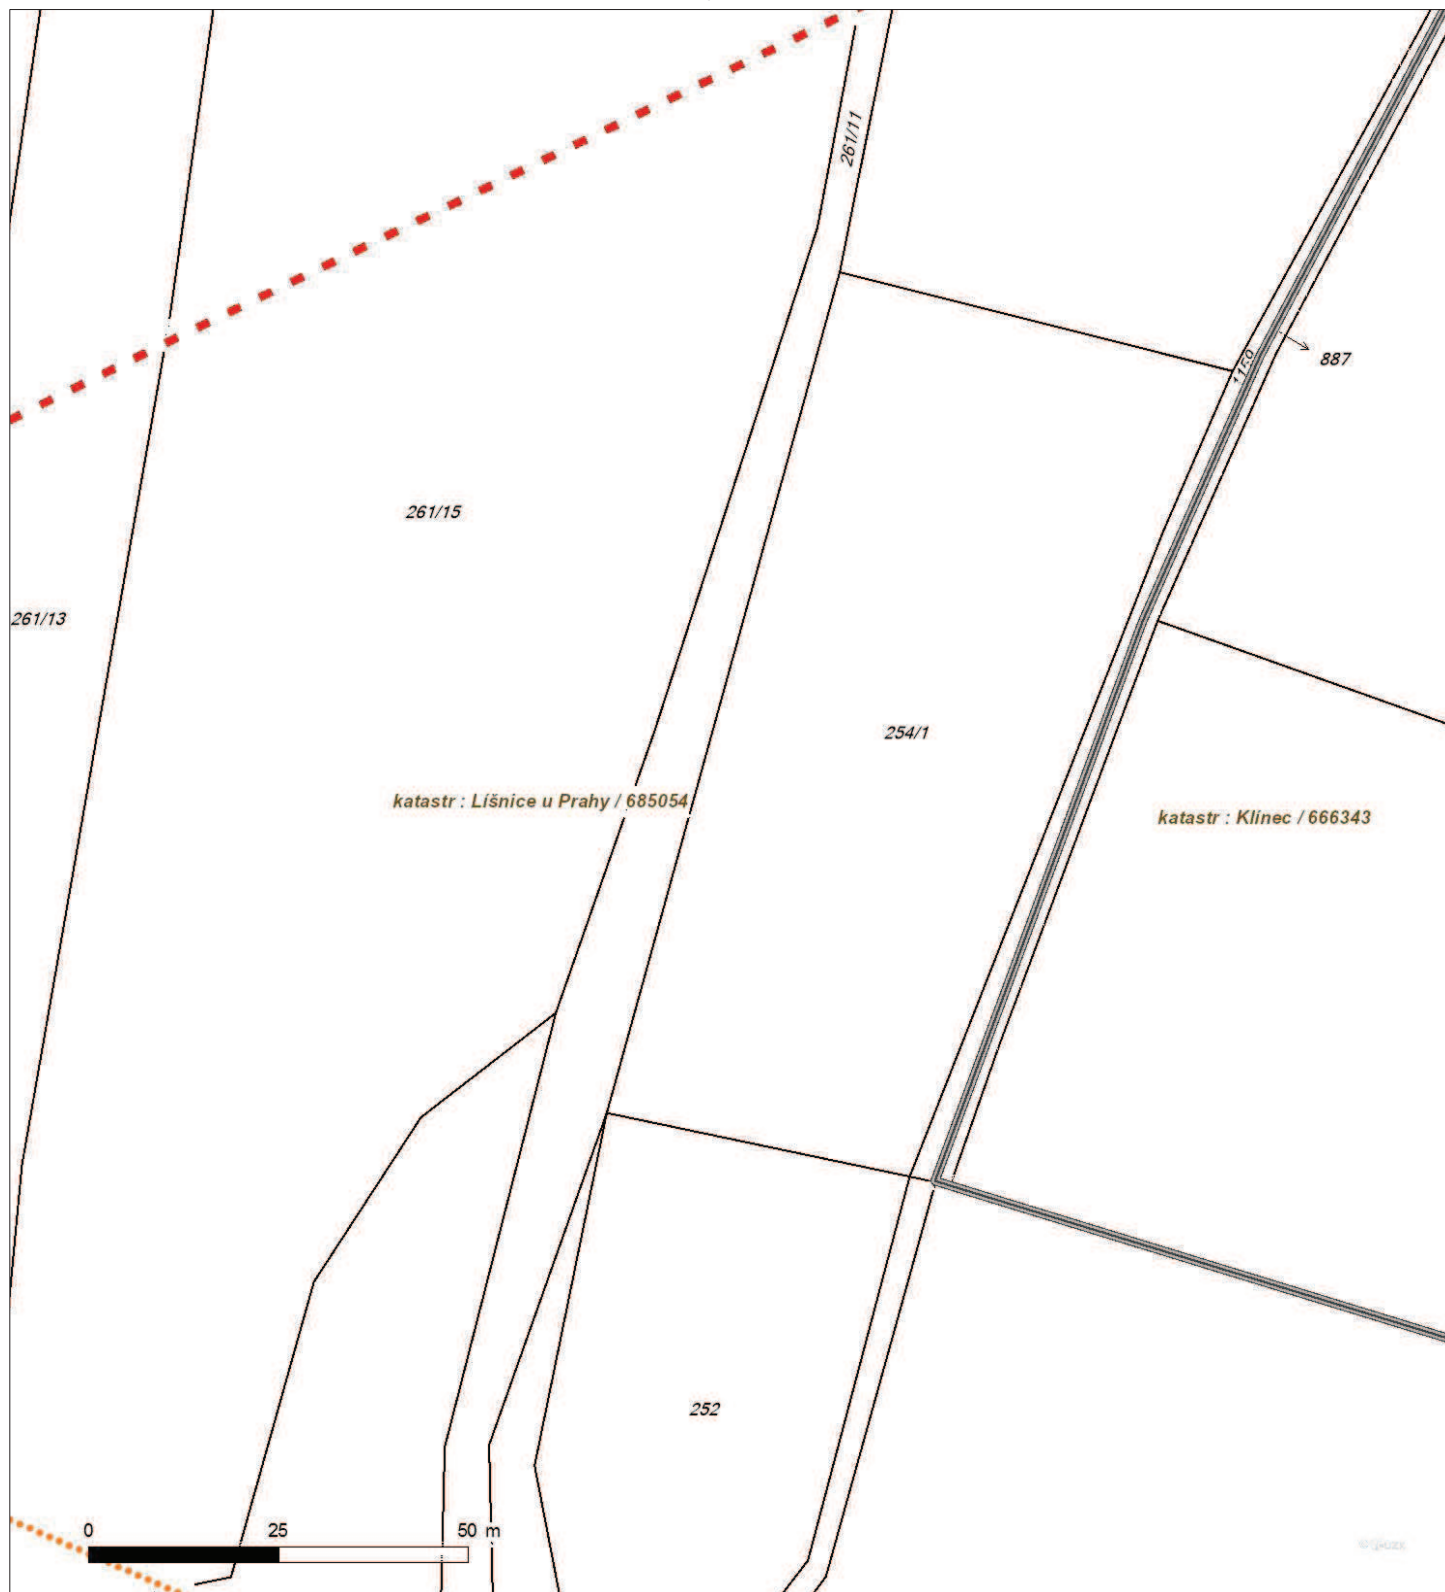 261/11
887
261/15
261/13
254/1
katastr : Líšnice u Prahy / 685054
katastr : Klínec / 666343
252
0 25 50 m